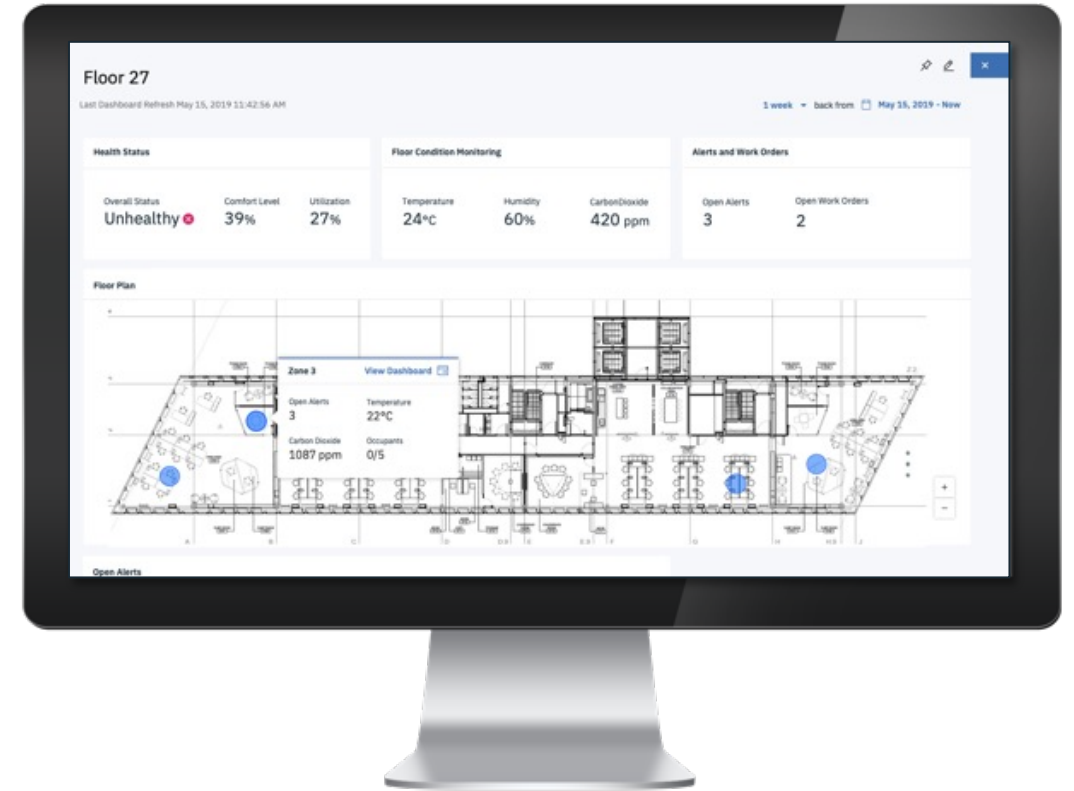 Floor 27
Last Dashboard Refresh May 15, 2019 11:42:56 AM
1 week back from May 15, 2019 - Now
Health Status
Overall Status Comfort Level Utilization
Unhealthy 39% 27%
Floor Condition Monitoring
Temperature Humidity CarbonDioxide
24°C 60% 420 ppm
Alerts and Work Orders
Open Alerts Open Work Orders
3 2
Floor Plan
Zone 3 View Dashboard
Open Alerts Temperature
3 22°C
Carbon Dioxide Occupants
1087 ppm 0/5
+
−
Open Alerts